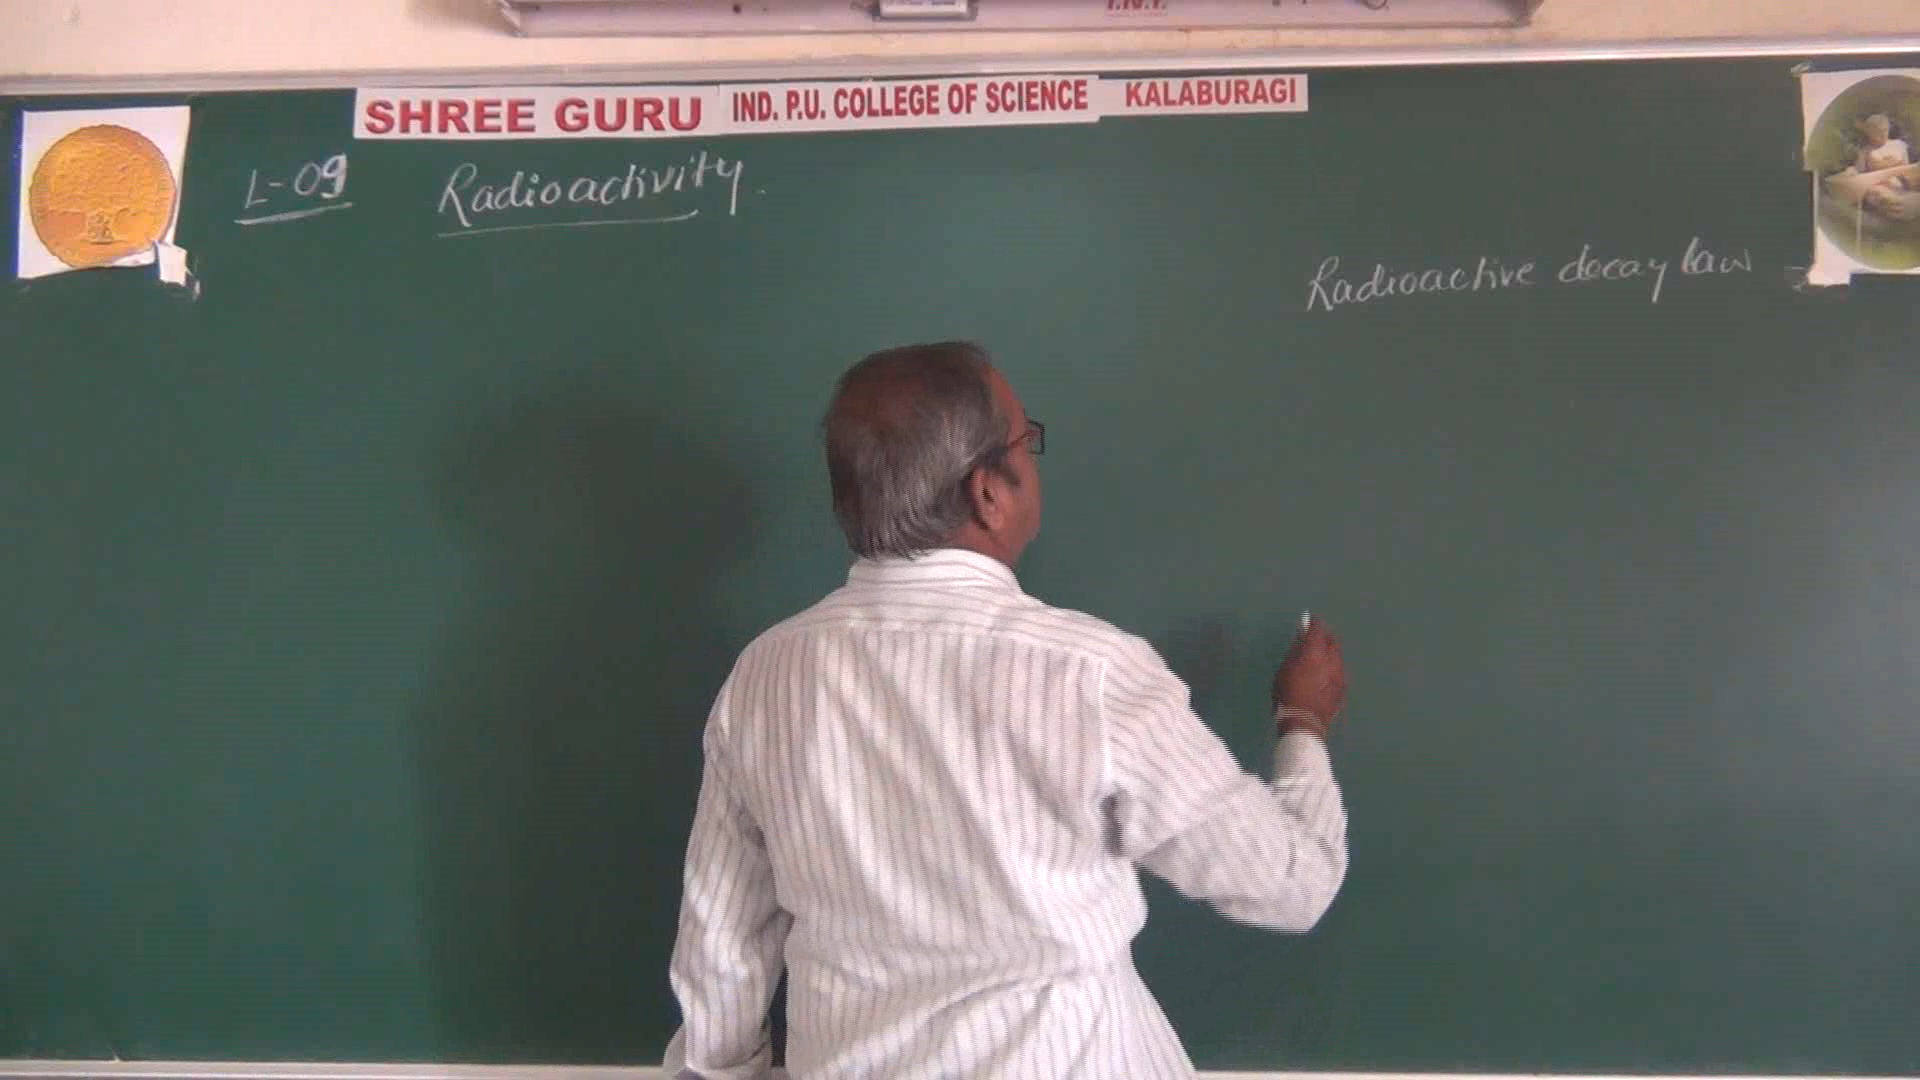 SHREE GURU IND. P.U. COLLEGE OF SCIENCE KALABURAGI
L-09 Radioactivity.
Radioactive decay law